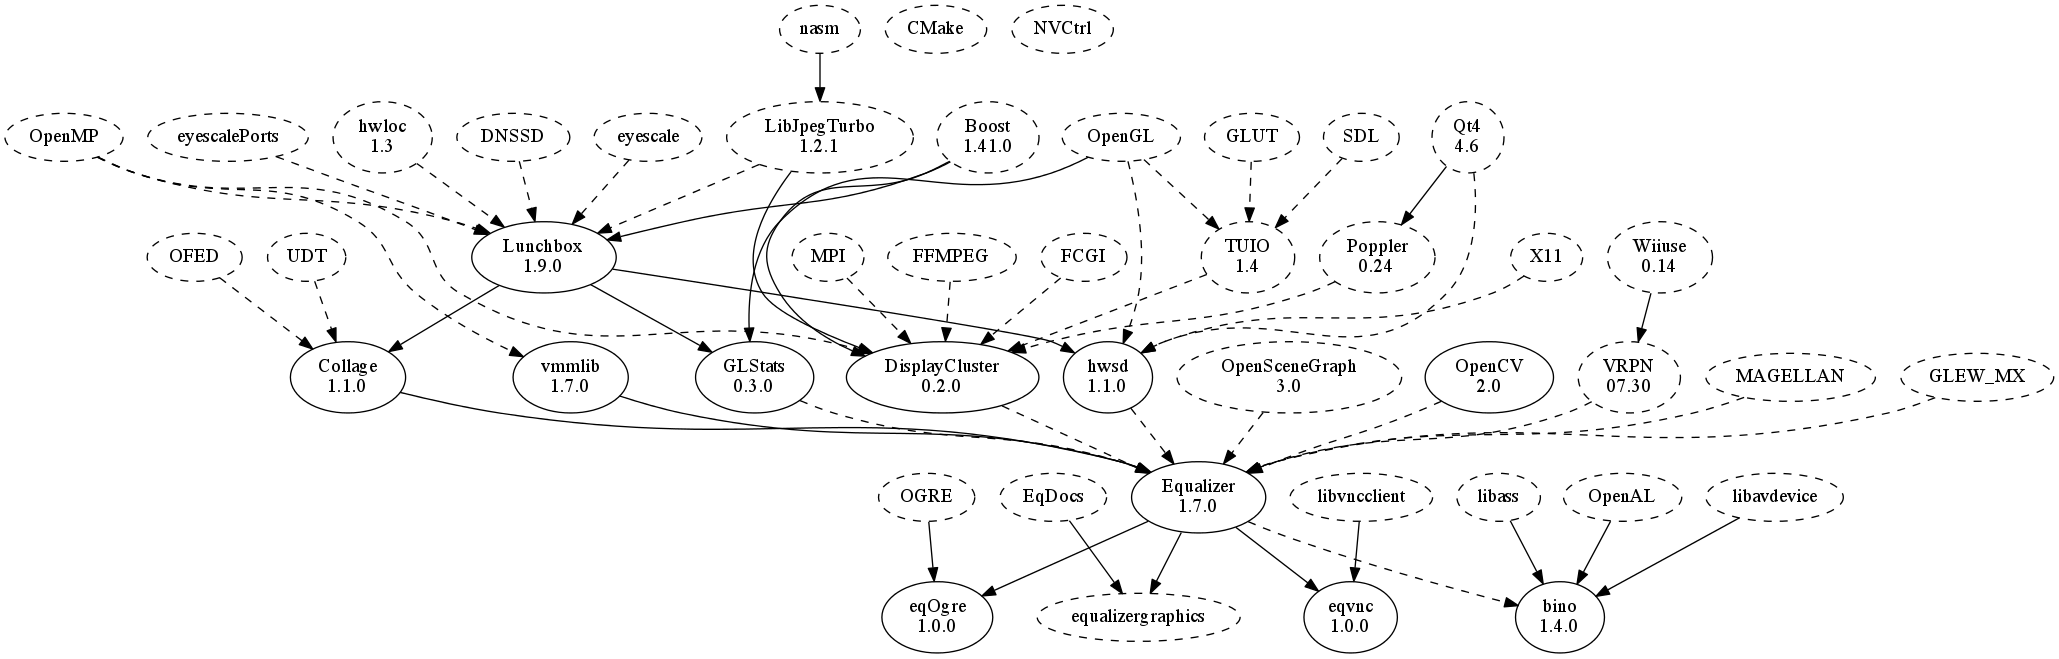 nasm
CMake
NVCtrl
OpenMP
eyescalePorts
hwloc
1.3
DNSSD
eyescale
LibJpegTurbo
1.2.1
Boost
1.41.0
OpenGL
GLUT
SDL
Qt4
4.6
OFED
UDT
Lunchbox
1.9.0
MPI
FFMPEG
FCGI
TUIO
1.4
Poppler
0.24
X11
Wiiuse
0.14
Collage
1.1.0
vmmlib
1.7.0
GLStats
0.3.0
DisplayCluster
0.2.0
hwsd
1.1.0
OpenSceneGraph
3.0
OpenCV
2.0
VRPN
07.30
MAGELLAN
GLEW_MX
OGRE
EqDocs
Equalizer
1.7.0
libvncclient
libass
OpenAL
libavdevice
eqOgre
1.0.0
equalizergraphics
eqvnc
1.0.0
bino
1.4.0